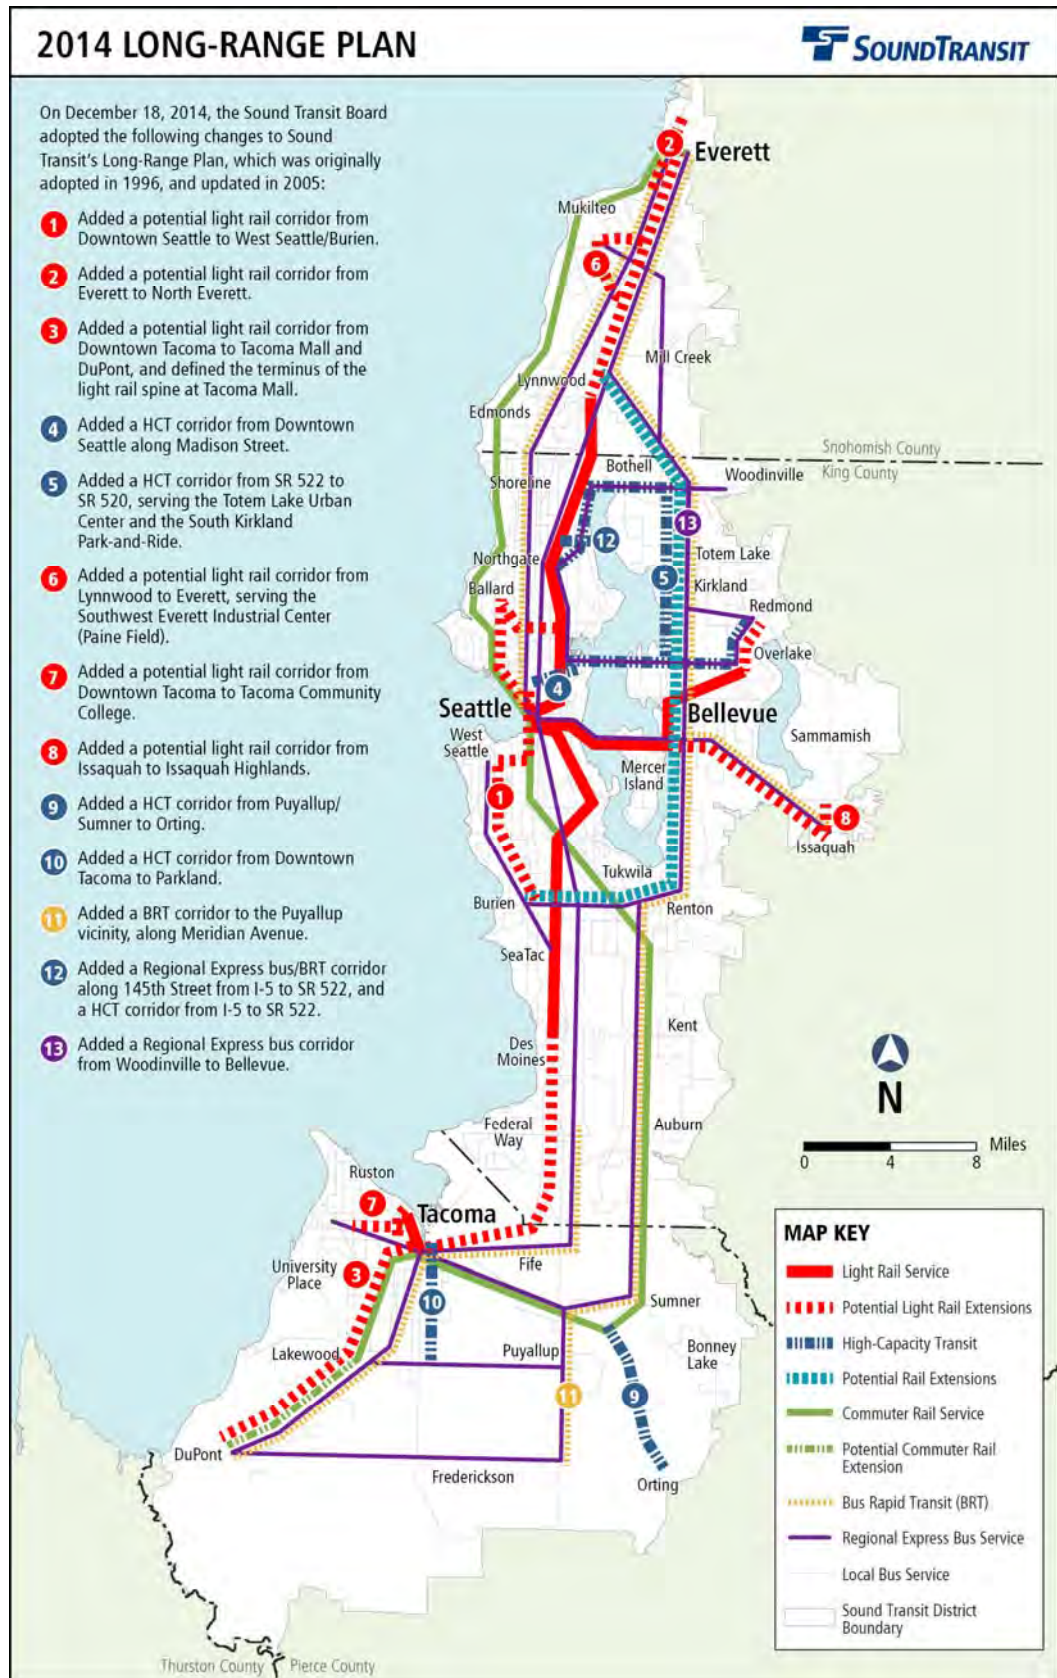 2014 LONG-RANGE PLAN
SOUNDTRANSIT
On December 18, 2014, the Sound Transit Board
adopted the following changes to Sound
Transit's Long-Range Plan, which was originally
adopted in 1996, and updated in 2005:
1 Added a potential light rail corridor from
Downtown Seattle to West Seattle/Burien.
2 Added a potential light rail corridor from
Everett to North Everett.
3 Added a potential light rail corridor from
Downtown Tacoma to Tacoma Mall and
DuPont, and defined the terminus of the
light rail spine at Tacoma Mall.
4 Added a HCT corridor from Downtown
Seattle along Madison Street.
5 Added a HCT corridor from SR 522 to
SR 520, serving the Totem Lake Urban
Center and the South Kirkland
Park-and-Ride.
6 Added a potential light rail corridor from
Lynnwood to Everett, serving the
Southwest Everett Industrial Center
(Paine Field).
7 Added a potential light rail corridor from
Downtown Tacoma to Tacoma Community
College.
8 Added a potential light rail corridor from
Issaquah to Issaquah Highlands.
9 Added a HCT corridor from Puyallup/
Sumner to Orting.
10 Added a HCT corridor from Downtown
Tacoma to Parkland.
11 Added a BRT corridor to the Puyallup
vicinity, along Meridian Avenue.
12 Added a Regional Express bus/BRT corridor
along 145th Street from I-5 to SR 522, and
a HCT corridor from I-5 to SR 522.
13 Added a Regional Express bus corridor
from Woodinville to Bellevue.
2
Everett
Mukilteo
6
Mill Creek
Lynnwood
Edmonds
Snohomish County
King County
Bothell
Woodinville
Shoreline
13
12
Northgate
Totem Lake
5
Kirkland
Ballard
Redmond
Overlake
4
Seattle
Bellevue
West
Seattle
Sammamish
Mercer
Island
1
8
Issaquah
Tukwila
Burien
Renton
SeaTac
Kent
Des
Moines
N
Federal
Way
Auburn
Miles
0 4 8
Ruston
7
Tacoma
University
Place
3
Fife
10
Sumner
Lakewood
Puyallup
Bonney
Lake
11
9
DuPont
Frederickson
Orting
MAP KEY
Light Rail Service
Potential Light Rail Extensions
High-Capacity Transit
Potential Rail Extensions
Commuter Rail Service
Potential Commuter Rail
Extension
Bus Rapid Transit (BRT)
Regional Express Bus Service
Local Bus Service
Sound Transit District
Boundary
Thurston County
Pierce County